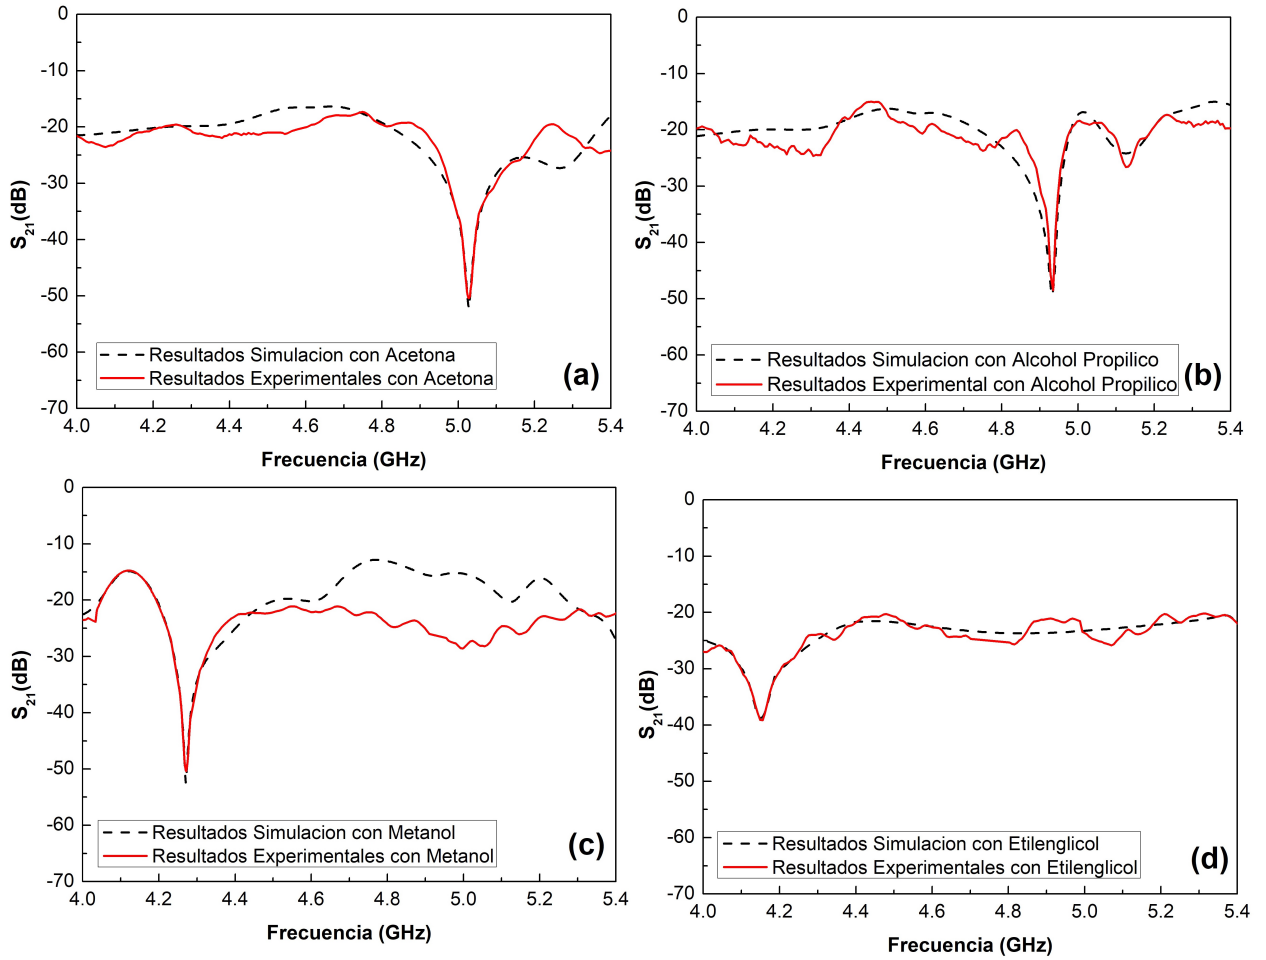 0
-10
-20
-30
-40
-50
-60
-70
S21(dB)
Resultados Simulacion con Acetona
Resultados Experimentales con Acetona
(a)
4.0 4.2 4.4 4.6 4.8 5.0 5.2 5.4
Frecuencia (GHz)
0
-10
-20
-30
-40
-50
-60
-70
S21(dB)
Resultados Simulacion con Alcohol Propilico
Resultados Experimental con Alcohol Propilico
(b)
4.0 4.2 4.4 4.6 4.8 5.0 5.2 5.4
Frecuencia (GHz)
0
-10
-20
-30
-40
-50
-60
-70
S21(dB)
Resultados Simulacion con Metanol
Resultados Experimentales con Metanol
(c)
4.0 4.2 4.4 4.6 4.8 5.0 5.2 5.4
Frecuencia (GHz)
0
-10
-20
-30
-40
-50
-60
-70
S21(dB)
Resultados Simulacion con Etilenglicol
Resultados Experimentales con Etilenglicol
(d)
4.0 4.2 4.4 4.6 4.8 5.0 5.2 5.4
Frecuencia (GHz)